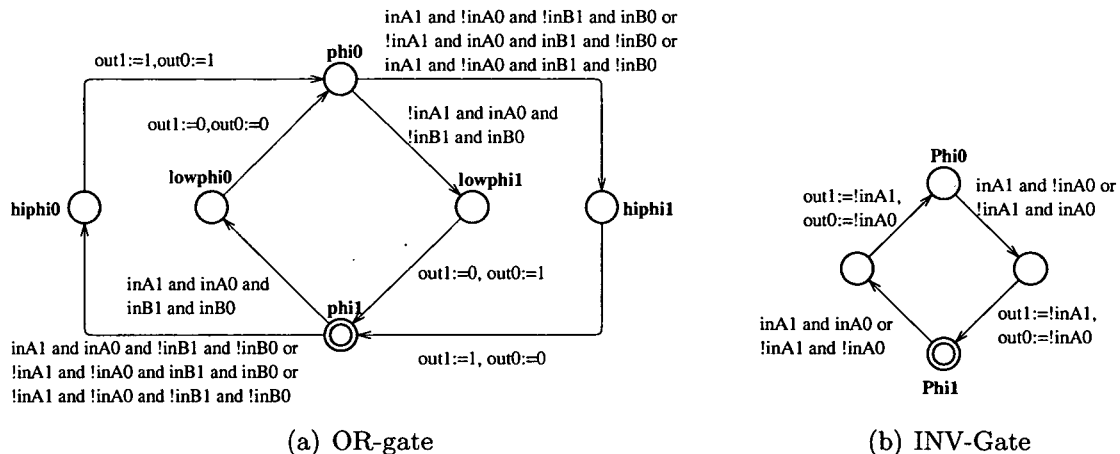 inA1 and !inA0 and !inB1 and inB0 or
!inA1 and inA0 and inB1 and !inB0 or
inA1 and !inA0 and inB1 and !inB0
phi0
out1:=1,out0:=1
!inA1 and inA0 and
!inB1 and inB0
out1:=0,out0:=0
lowphi0
lowphi1
hiphi0
hiphi1
out1:=0, out0:=1
inA1 and inA0 and
inB1 and inB0
phi1
out1:=1, out0:=0
inA1 and inA0 and !inB1 and !inB0 or
!inA1 and !inA0 and inB1 and inB0 or
!inA1 and !inA0 and !inB1 and !inB0
(a) OR-gate
Phi0
out1:=!inA1,
out0:=!inA0
inA1 and !inA0 or
!inA1 and inA0
inA1 and inA0 or
!inA1 and !inA0
out1:=!inA1,
out0:=!inA0
Phi1
(b) INV-Gate